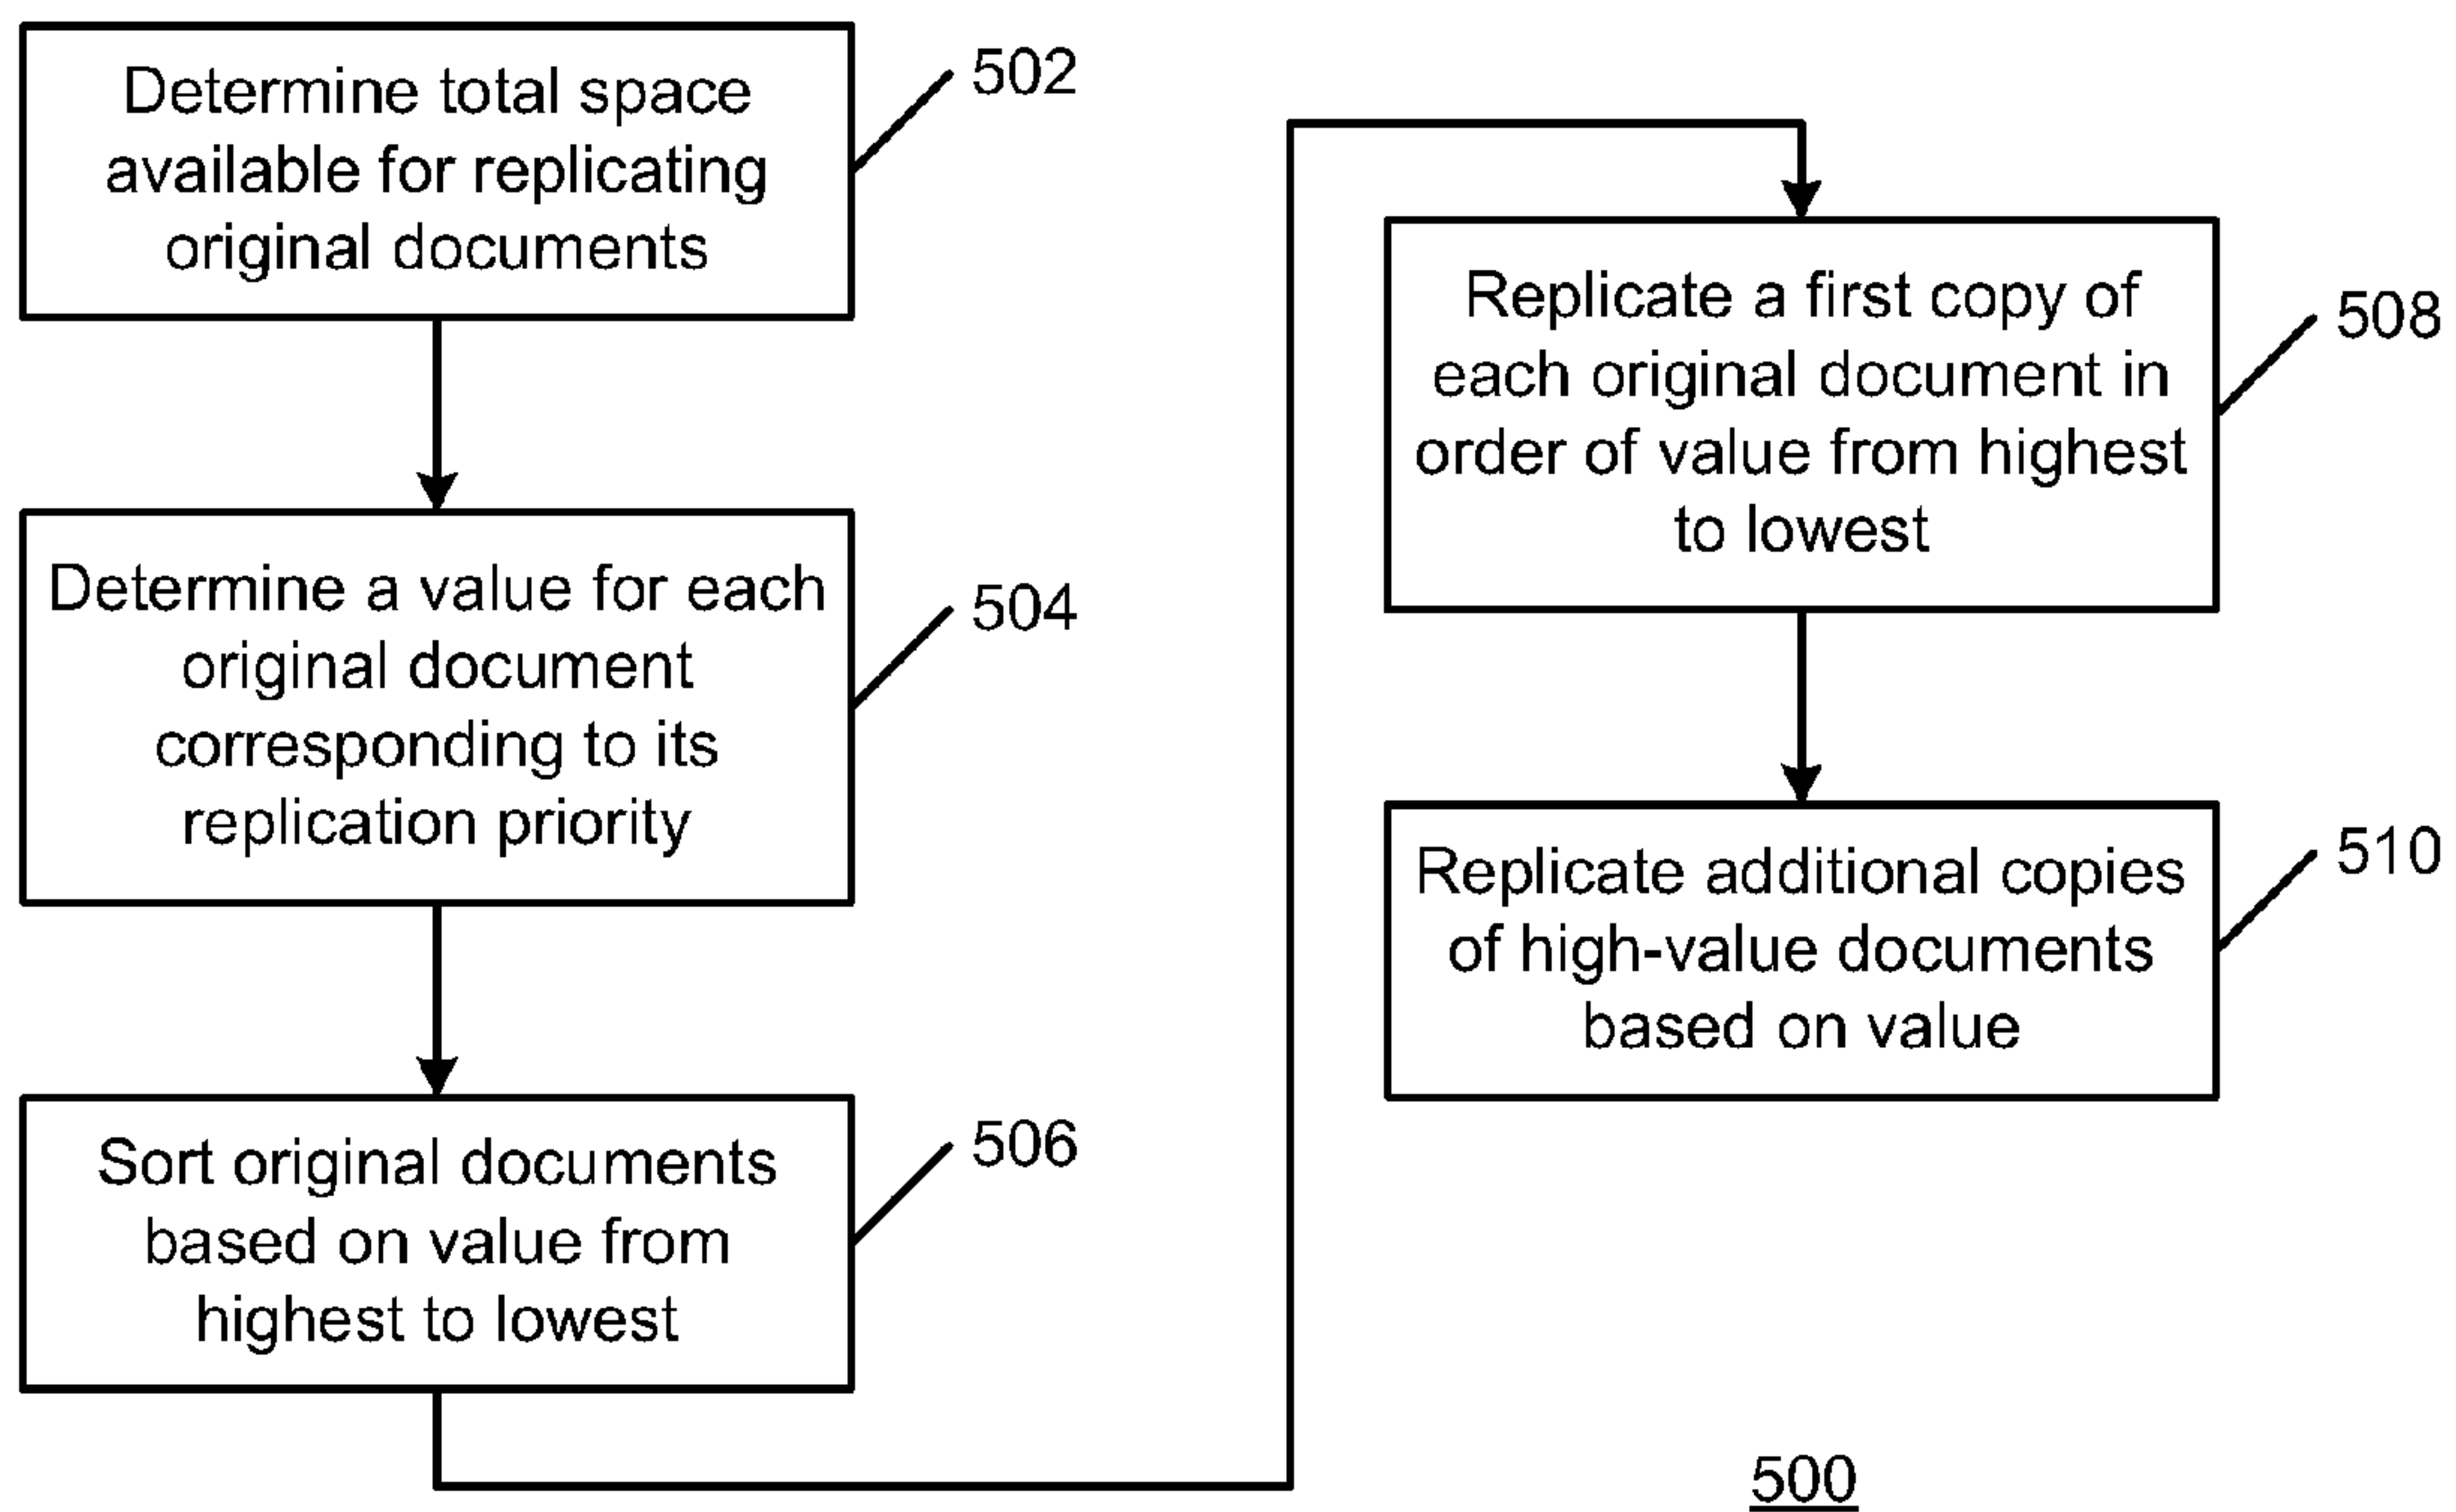 Determine total space
available for replicating
original documents
502
Determine a value for each
original document
corresponding to its
replication priority
504
Sort original documents
based on value from
highest to lowest
506
Replicate a first copy of
each original document in
order of value from highest
to lowest
508
Replicate additional copies
of high-value documents
based on value
510
500